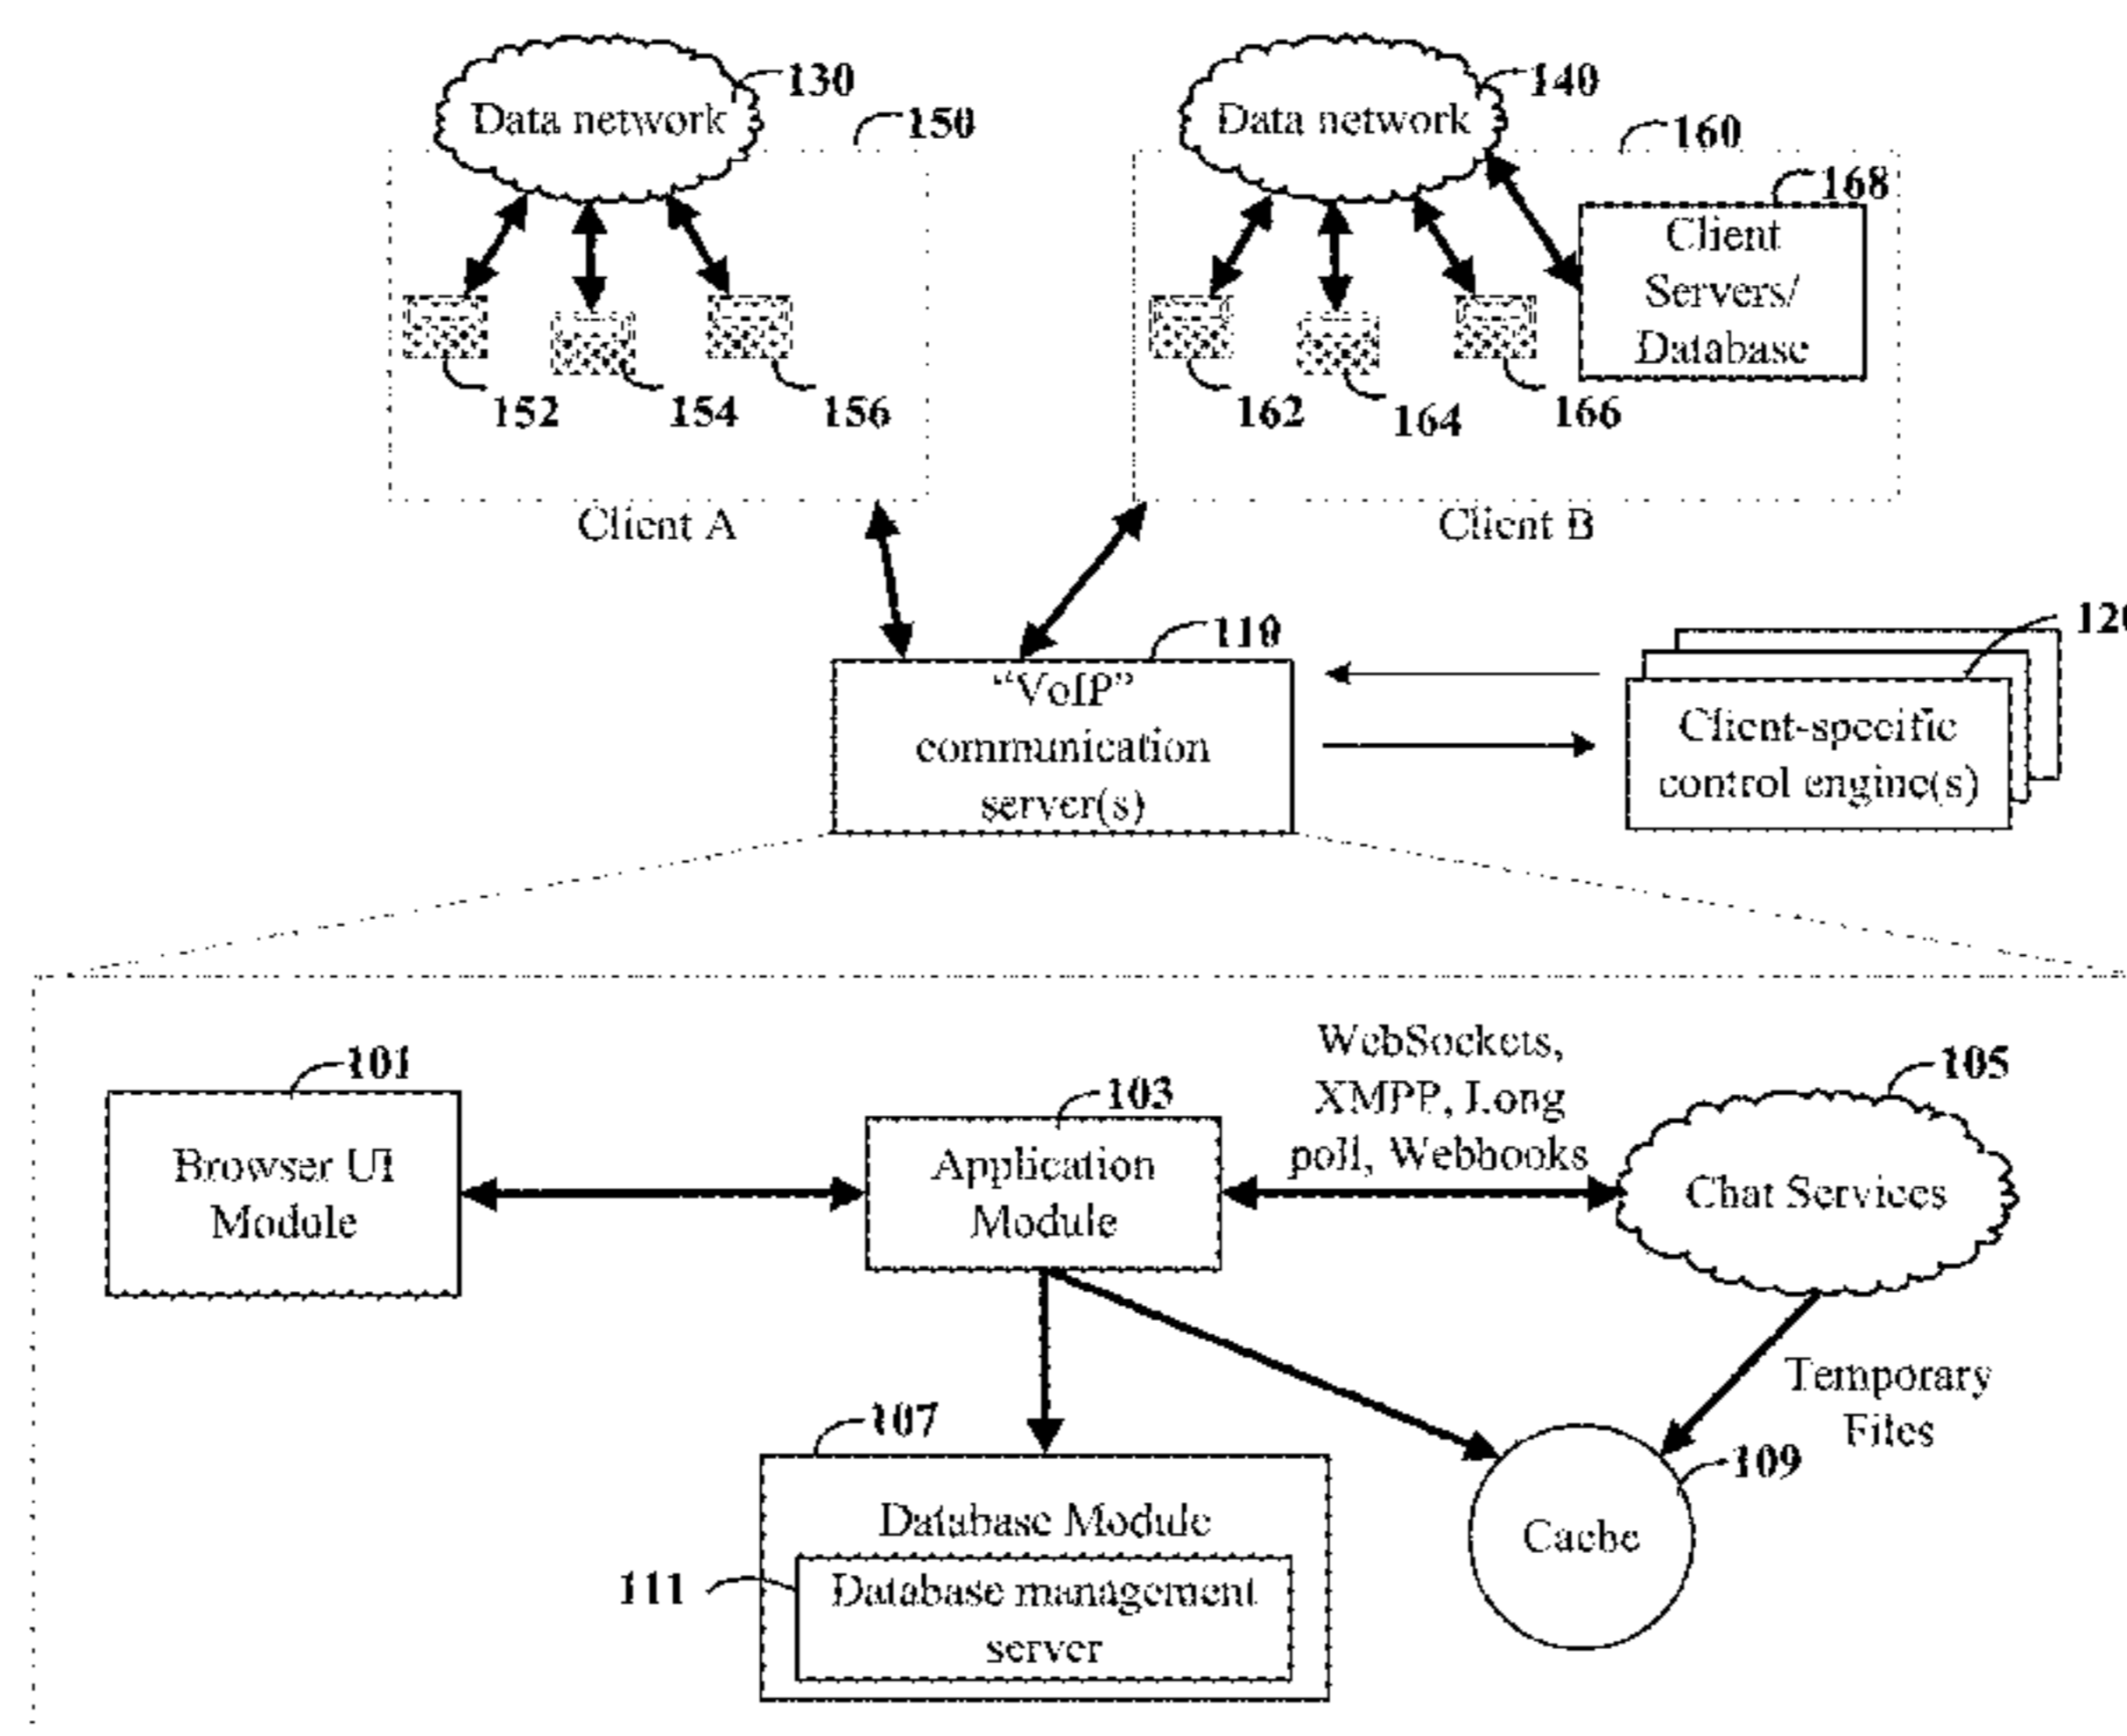 130
140
Data network
Data network
150
160
168
Client
Servers/
Database
152
154
156
162
164
166
Client A
Client B
110
120
“VoIP”
communication
server(s)
Client-specific
control engine(s)
WebSockets,
XMPP, Long
poll, Webhooks
101
103
105
Browser UI
Module
Application
Module
Chat Services
Temporary
Files
107
109
Database Module
Cache
111
Database management
server